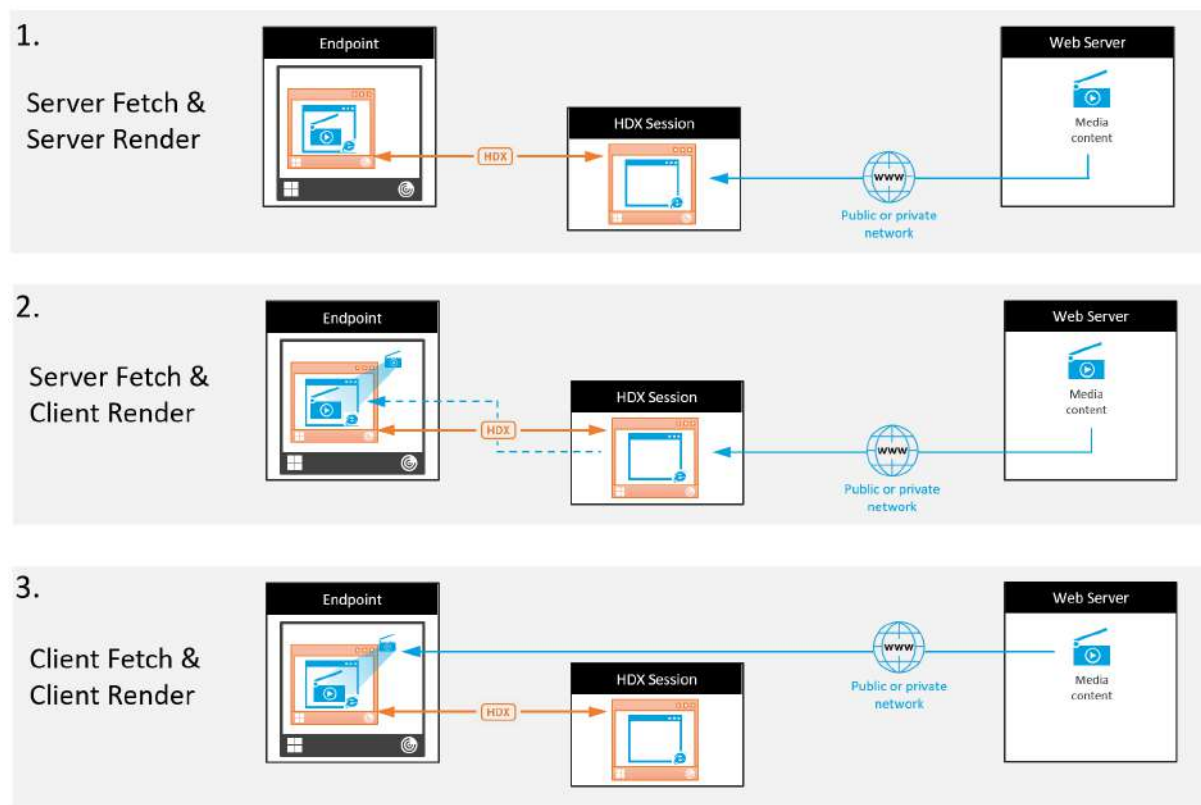 1.
Server Fetch &
Server Render
Endpoint
HDX
HDX Session
www
Public or private
network
Web Server
Media
content
2.
Server Fetch &
Client Render
Endpoint
HDX
HDX Session
www
Public or private
network
Web Server
Media
content
3.
Client Fetch &
Client Render
Endpoint
HDX
HDX Session
www
Public or private
network
Web Server
Media
content